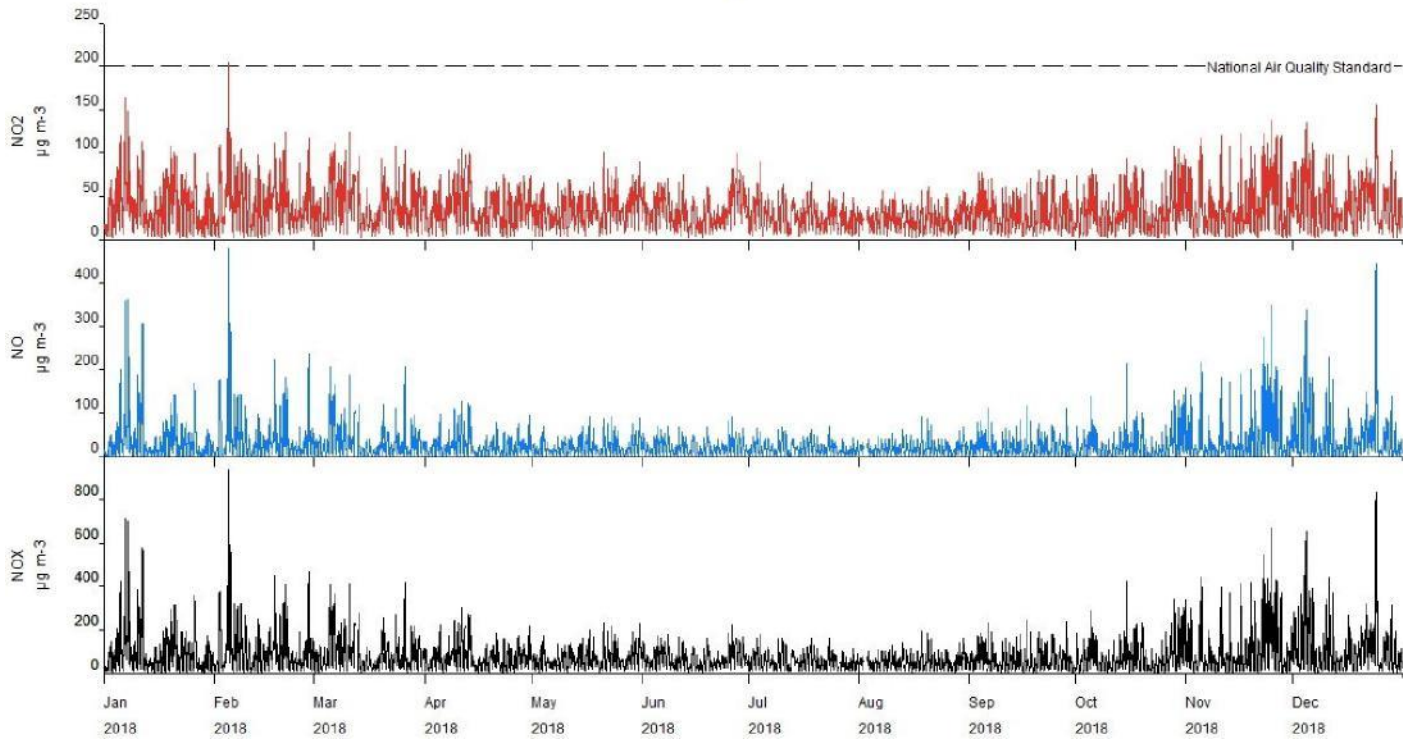 250
200
National Air Quality Standard
150
100
50
0
NO2
µg m-3
400
300
200
100
0
NO
µg m-3
800
600
400
200
0
NOX
µg m-3
Jan Feb Mar Apr May Jun Jul Aug Sep Oct Nov Dec
2018 2018 2018 2018 2018 2018 2018 2018 2018 2018 2018 2018